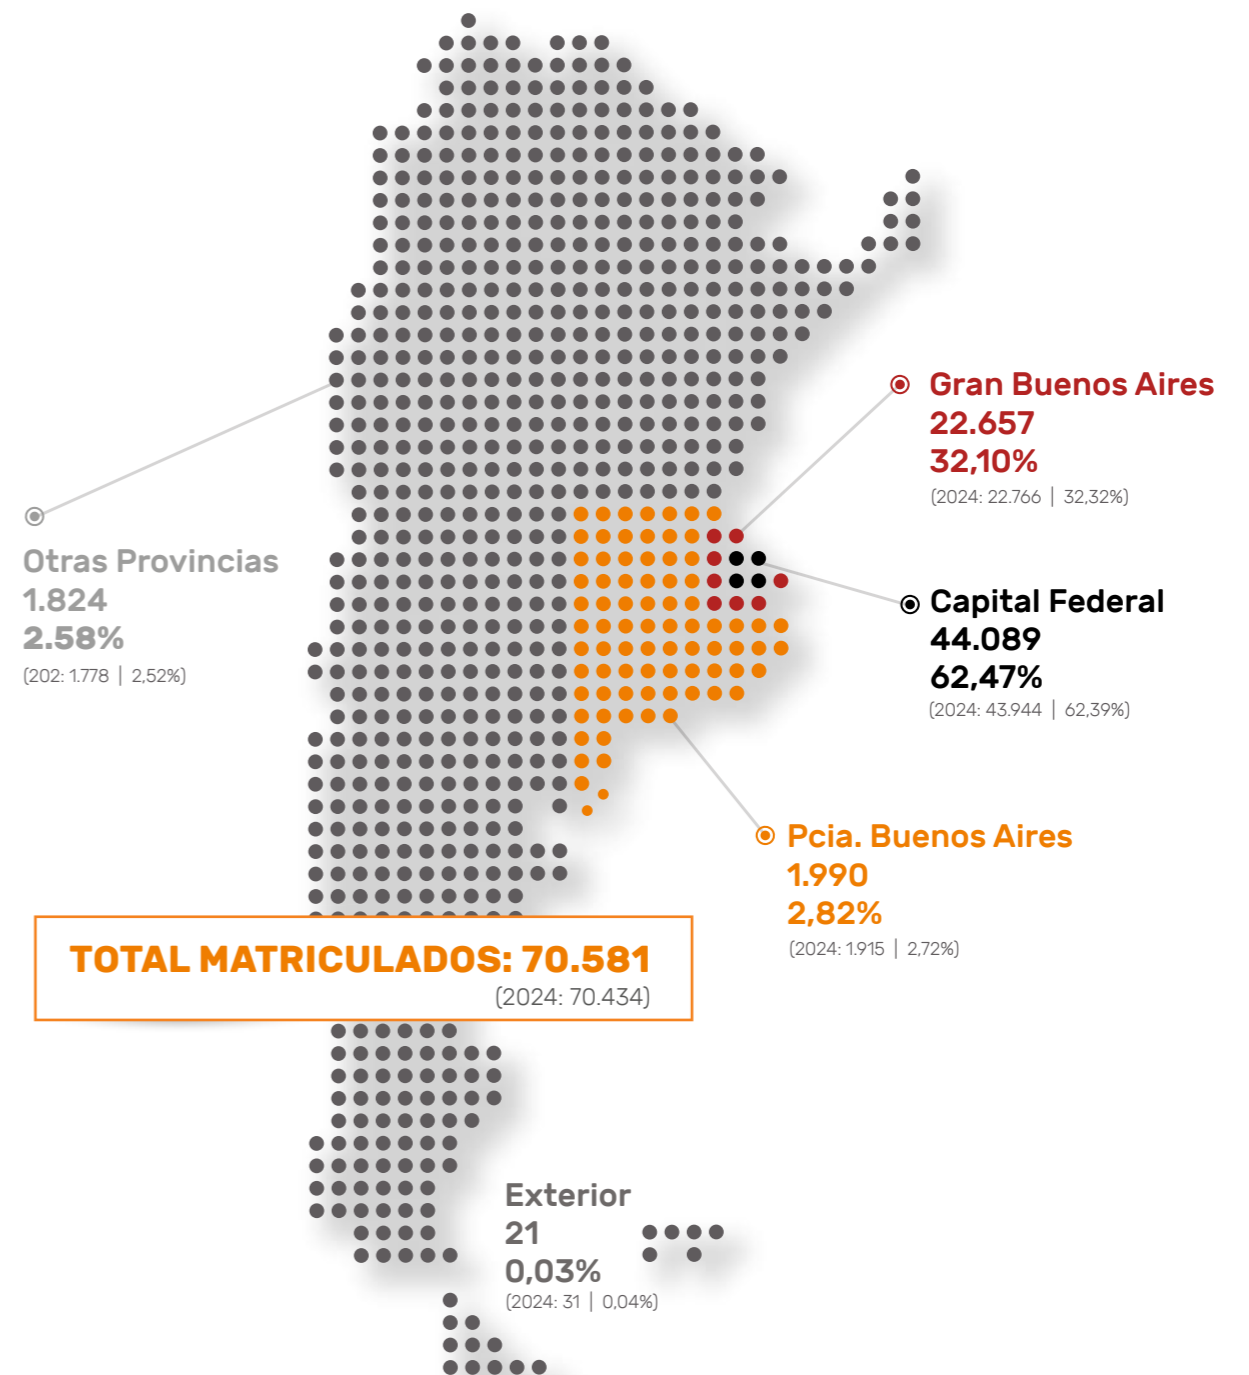 Gran Buenos Aires
22.657
32,10%
(2024: 22.766 | 32,32%)
Otras Provincias
1.824
2.58%
(202: 1.778 | 2,52%)
Capital Federal
44.089
62,47%
(2024: 43.944 | 62,39%)
Pcia. Buenos Aires
1.990
2,82%
(2024: 1.915 | 2,72%)
TOTAL MATRICULADOS: 70.581
(2024: 70.434)
Exterior
21
0,03%
(2024: 31 | 0,04%)